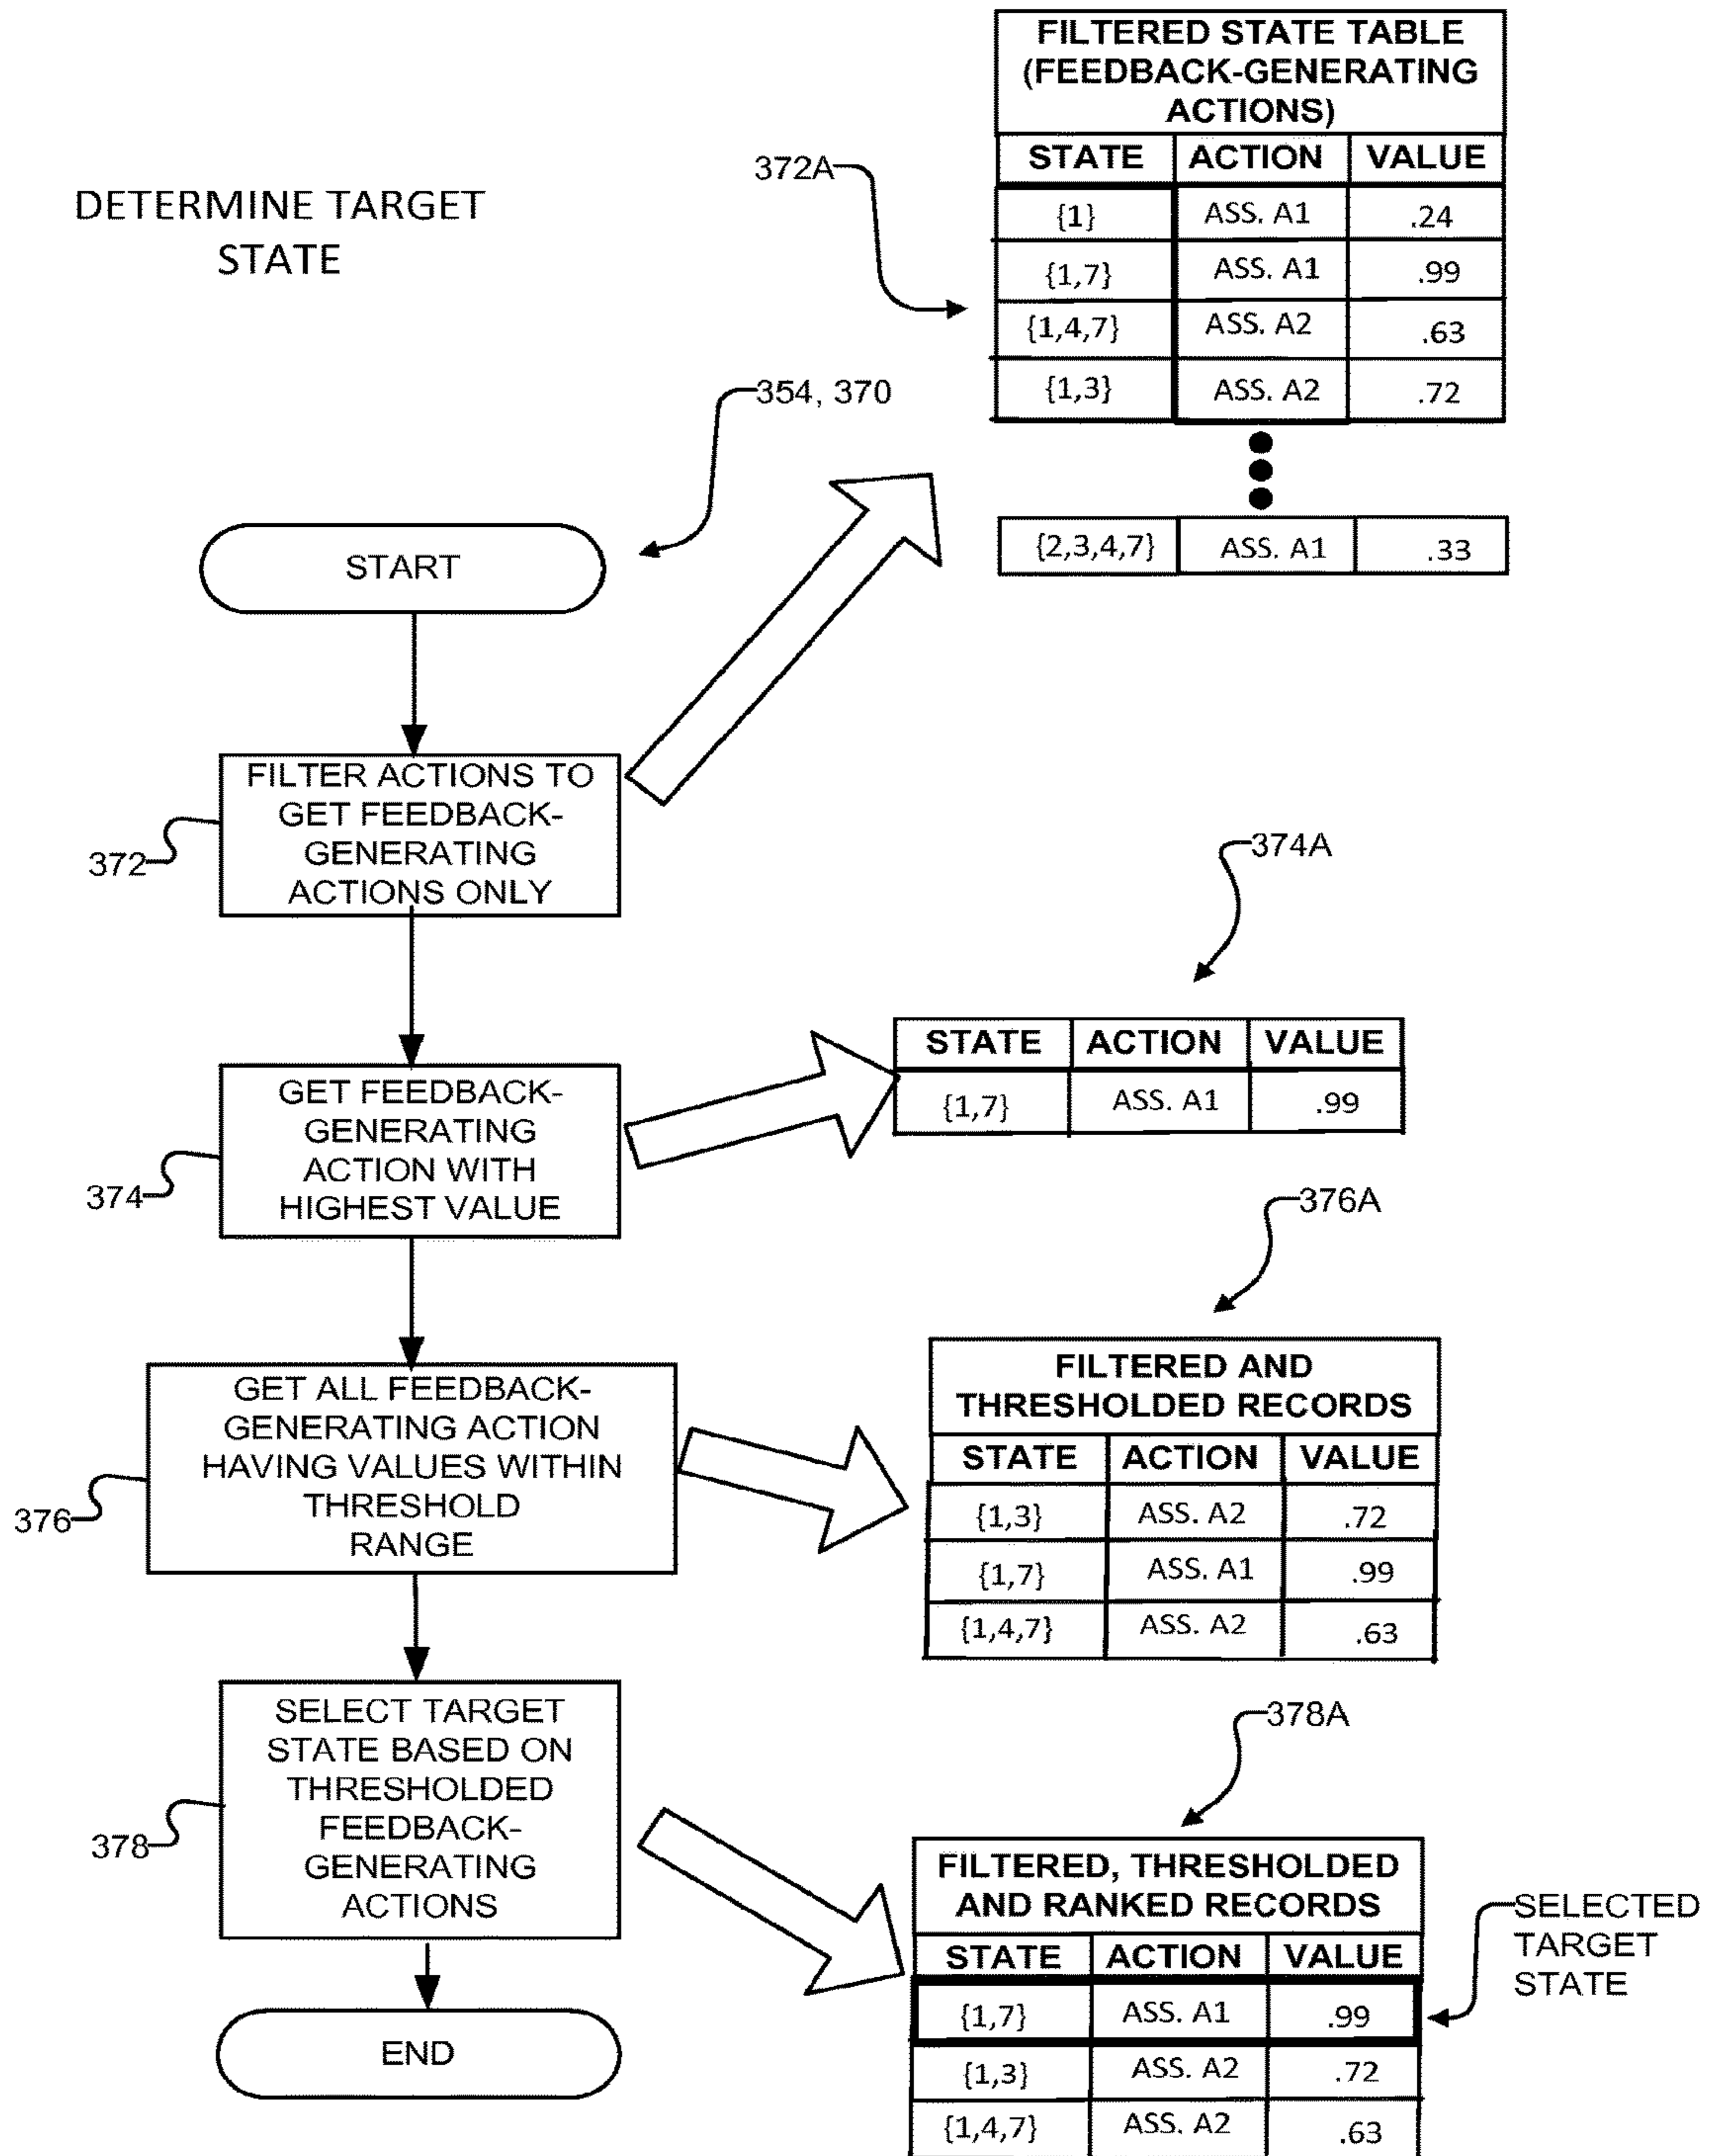 DETERMINE TARGET
STATE
354, 370
START
FILTER ACTIONS TO
GET FEEDBACK-
GENERATING
ACTIONS ONLY
372
GET FEEDBACK-
GENERATING
ACTION WITH
HIGHEST VALUE
374
GET ALL FEEDBACK-
GENERATING ACTION
HAVING VALUES WITHIN
THRESHOLD
RANGE
376
SELECT TARGET
STATE BASED ON
THRESHOLDED
FEEDBACK-
GENERATING
ACTIONS
378
END
372A
FILTERED STATE TABLE
(FEEDBACK-GENERATING
ACTIONS)
STATE ACTION VALUE
{1} ASS. A1 .24
{1,7} ASS. A1 .99
{1,4,7} ASS. A2 .63
{1,3} ASS. A2 .72
{2,3,4,7} ASS. A1 .33
374A
STATE ACTION VALUE
{1,7} ASS. A1 .99
376A
FILTERED AND
THRESHOLDED RECORDS
STATE ACTION VALUE
{1,3} ASS. A2 .72
{1,7} ASS. A1 .99
{1,4,7} ASS. A2 .63
378A
FILTERED, THRESHOLDED
AND RANKED RECORDS
STATE ACTION VALUE
{1,7} ASS. A1 .99
{1,3} ASS. A2 .72
{1,4,7} ASS. A2 .63
SELECTED
TARGET
STATE